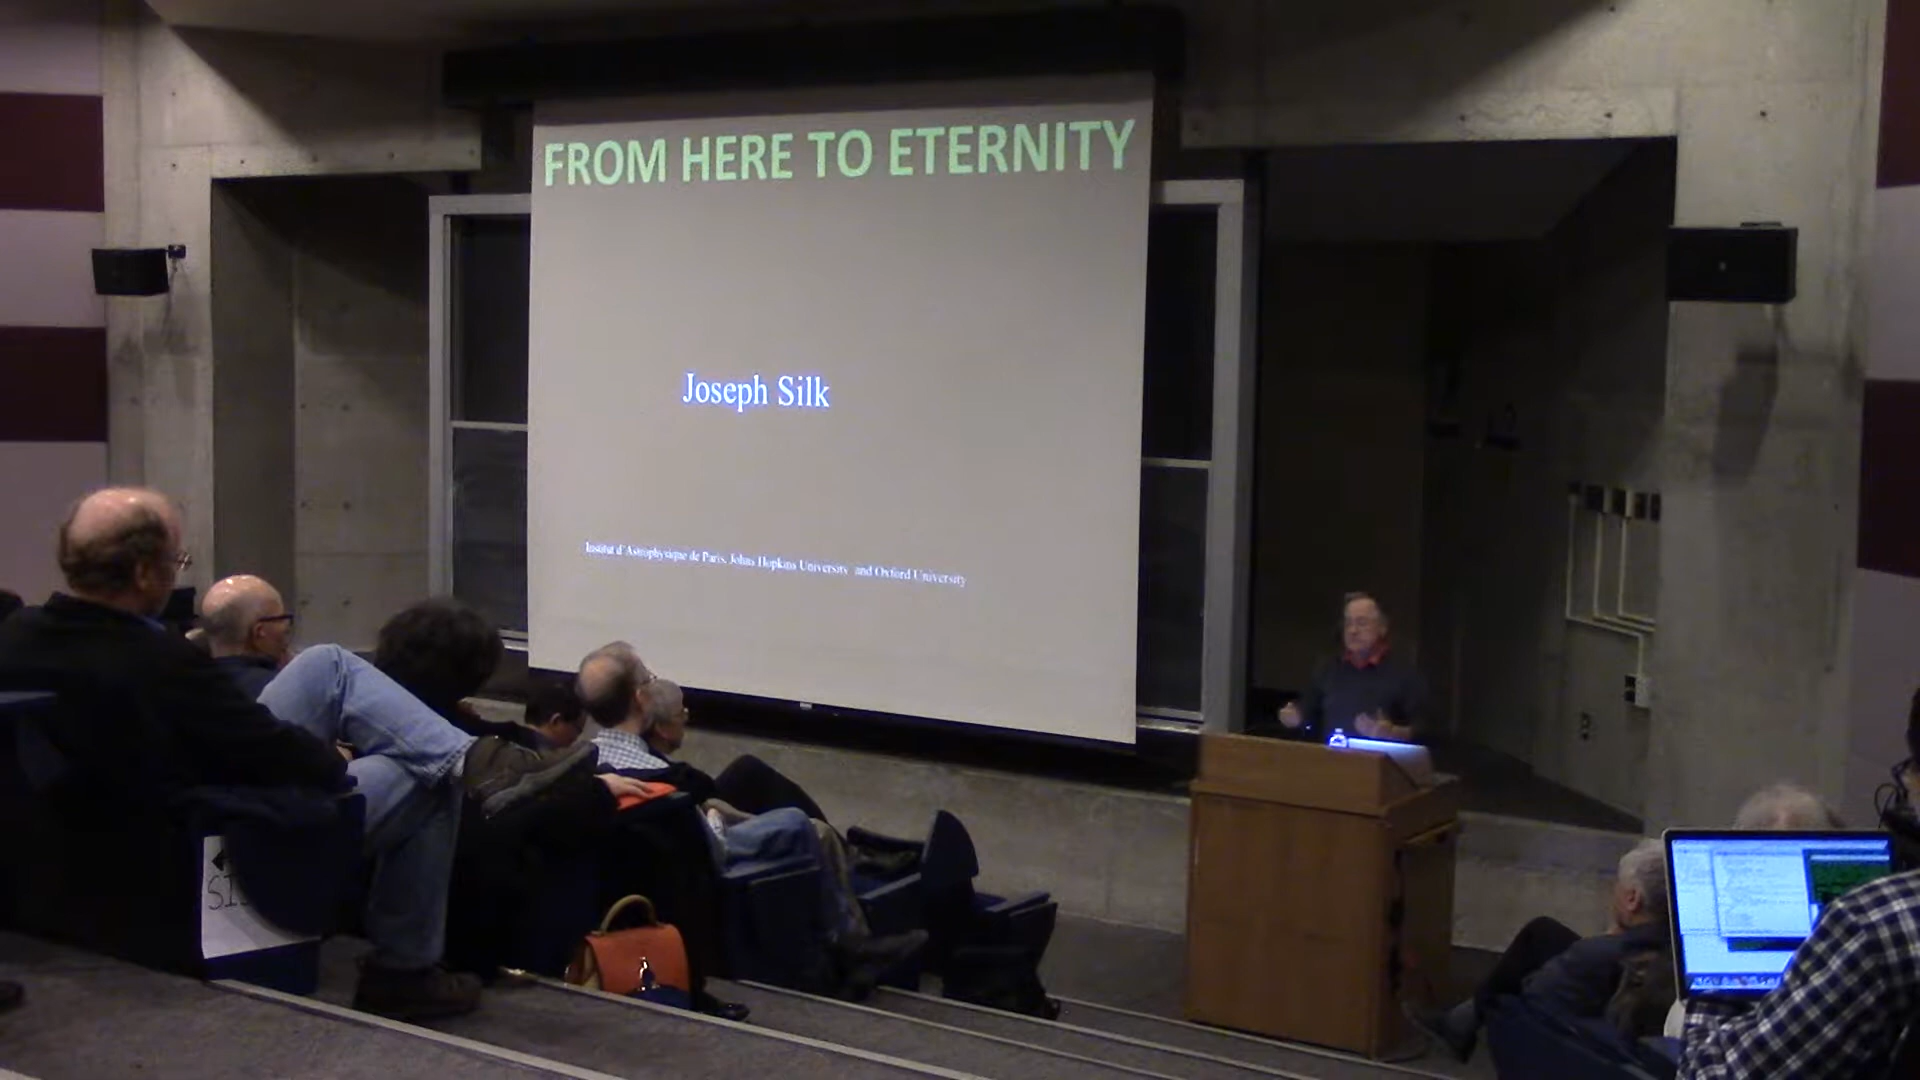 FROM HERE TO ETERNITY
Joseph Silk
Institut d'Astrophysique de Paris, Johns Hopkins University and Oxford University